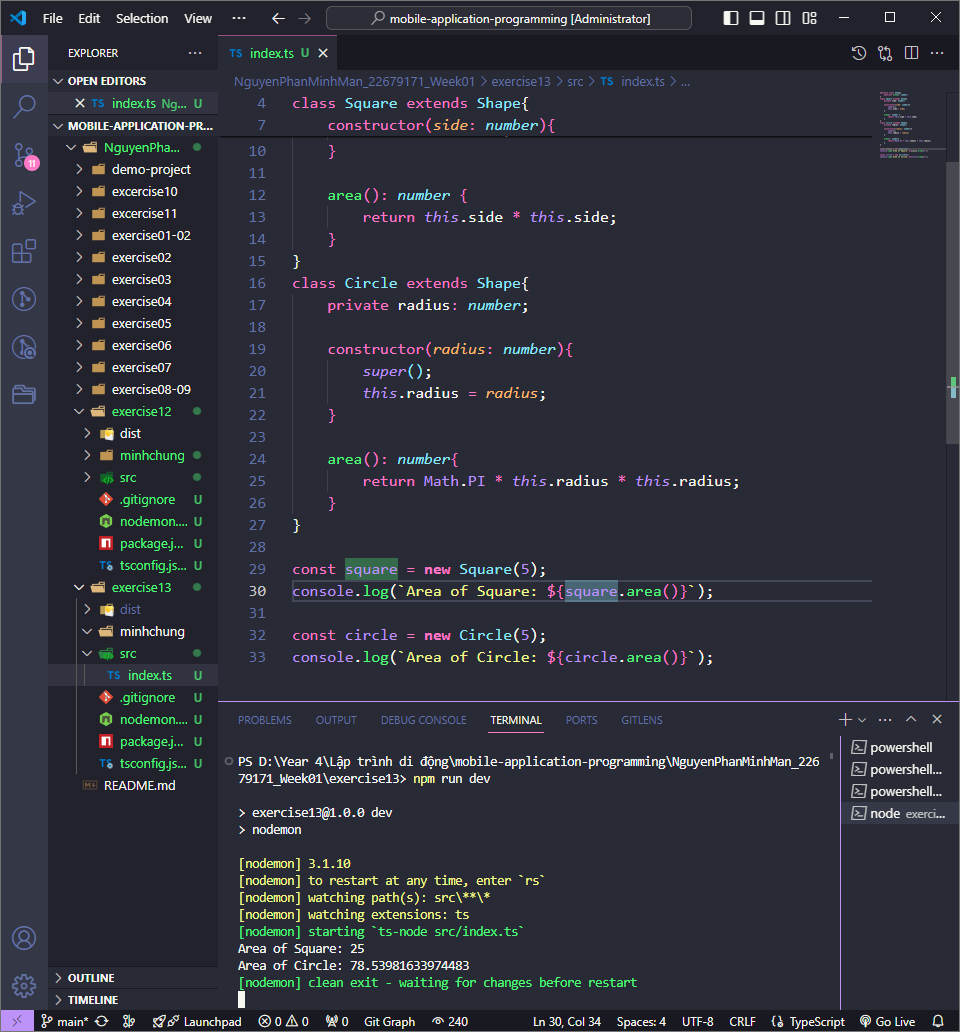 File Edit Selection View ··· mobile-application-programming [Administrator]
EXPLORER ···
OPEN EDITORS
TS index.ts Ng... U
MOBILE-APPLICATION-PR...
NguyenPha...
demo-project
excercise10
excercise11
exercise01-02
exercise02
exercise03
exercise04
exercise05
exercise06
exercise07
exercise08-09
exercise12
dist
minhchung
src
.gitignore U
nodemon.... U
package.j... U
tsconfig.js... U
exercise13
dist
minhchung
src
TS index.ts U
.gitignore U
nodemon.... U
package.j... U
tsconfig.js... U
README.md
OUTLINE
TIMELINE
11
TS index.ts U
NguyenPhanMinhMan_22679171_Week01 > exercise13 > src > TS index.ts > ...
4 class Square extends Shape{
7 constructor(side: number){
10 }
11
12 area(): number {
13 return this.side * this.side;
14 }
15 }
16 class Circle extends Shape{
17 private radius: number;
18
19 constructor(radius: number){
20 super();
21 this.radius = radius;
22 }
23
24 area(): number{
25 return Math.PI * this.radius * this.radius;
26 }
27 }
28
29 const square = new Square(5);
30 console.log(`Area of Square: ${square.area()}`);
31
32 const circle = new Circle(5);
33 console.log(`Area of Circle: ${circle.area()}`);
PROBLEMS OUTPUT DEBUG CONSOLE TERMINAL PORTS GITLENS
PS D:\Year 4\Lập trình di động\mobile-application-programming\NguyenPhanMinhMan_226
79171_Week01\exercise13> npm run dev
> exercise13@1.0.0 dev
> nodemon
[nodemon] 3.1.10
[nodemon] to restart at any time, enter `rs`
[nodemon] watching path(s): src\**\*
[nodemon] watching extensions: ts
[nodemon] starting `ts-node src/index.ts`
Area of Square: 25
Area of Circle: 78.53981633974483
[nodemon] clean exit - waiting for changes before restart
powershell
powershell...
powershell...
node exerci...
main* Launchpad 0 0 0 Git Graph 240 Ln 30, Col 34 Spaces: 4 UTF-8 CRLF TypeScript Go Live